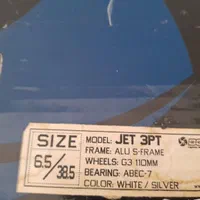 SIZE
6.5/38.5
MODEL: JET 3PT
FRAME: ALU S-FRAME
WHEELS: G3 110MM
BEARING: ABEC-7
COLOR: WHITE/SILVER